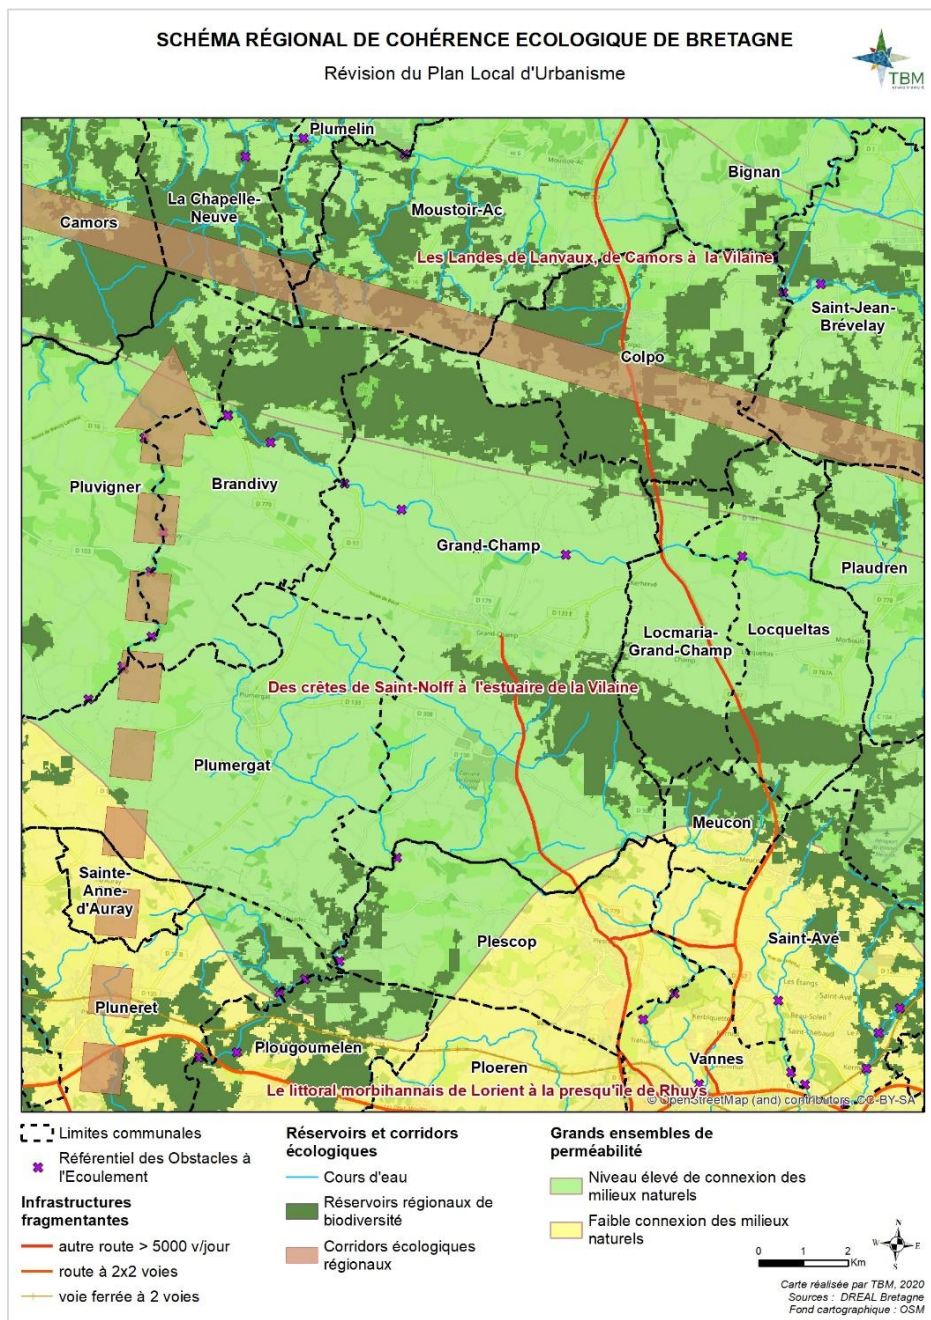 SCHÉMA RÉGIONAL DE COHÉRENCE ECOLOGIQUE DE BRETAGNE
Révision du Plan Local d'Urbanisme
TBM
Plumelin
Bignan
La Chapelle-
Neuve
Moustoir-Ac
Camors
Les Landes de Lanvaux, de Camors à la Vilaine
Saint-Jean-
Brévelay
Colpo
Pluvigner
Brandivy
Grand-Champ
Plaudren
Locmaria-
Grand-Champ
Locqueltas
Des crêtes de Saint-Nolff à l'estuaire de la Vilaine
Plumergat
Meucon
Sainte-
Anne-
d'Auray
Plescop
Saint-Avé
Pluneret
Plougoumelen
Ploeren
Vannes
Le littoral morbihannais de Lorient à la presqu'île de Rhuys
© OpenStreetMap (and) contributors, CC-BY-SA
Limites communales
Référentiel des Obstacles à
l'Ecoulement
Infrastructures
fragmentantes
autre route > 5000 v/jour
route à 2x2 voies
voie ferrée à 2 voies
Réservoirs et corridors
écologiques
Cours d'eau
Réservoirs régionaux de
biodiversité
Corridors écologiques
régionaux
Grands ensembles de
perméabilité
Niveau élevé de connexion des
milieux naturels
Faible connexion des milieux
naturels
N
W E
S
0 1 2
Km
Carte réalisée par TBM, 2020
Sources : DREAL Bretagne
Fond cartographique : OSM